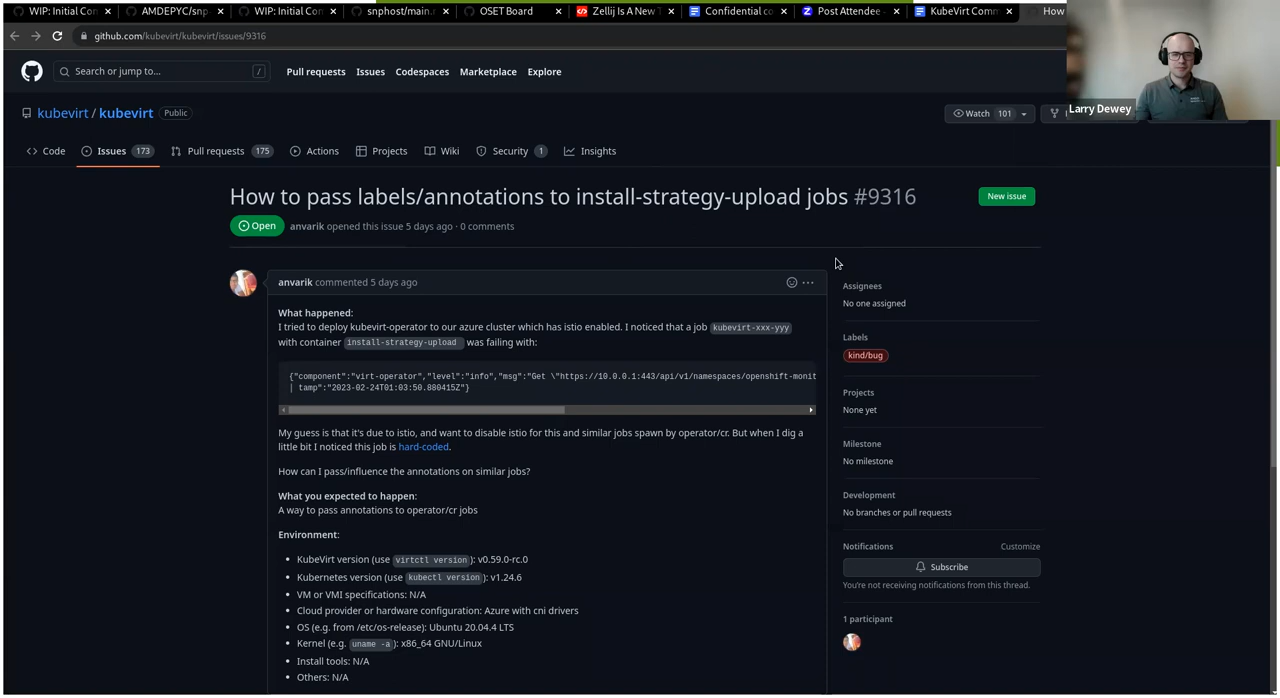 WIP: Initial Con
AMDEPYC/snp
WIP: Initial Con
snphost/main.r
OSET Board
Zellij Is A New T
Confidential co
Post Attendee -
KubeVirt Comm
How
github.com/kubevirt/kubevirt/issues/9316
Search or jump to...
/
Pull requests
Issues
Codespaces
Marketplace
Explore
Larry Dewey
kubevirt / kubevirt
Public
Watch 101
Code
Issues 173
Pull requests 175
Actions
Projects
Wiki
Security 1
Insights
How to pass labels/annotations to install-strategy-upload jobs #9316
New issue
Open
anvarik opened this issue 5 days ago · 0 comments
anvarik commented 5 days ago
What happened:
I tried to deploy kubevirt-operator to our azure cluster which has istio enabled. I noticed that a job kubevirt-xxx-yyy
with container install-strategy-upload was failing with:
{"component":"virt-operator","level":"info","msg":"Get \"https://10.0.0.1:443/api/v1/namespaces/openshift-monit
| tamp":"2023-02-24T01:03:50.880415Z"}
My guess is that it's due to istio, and want to disable istio for this and similar jobs spawn by operator/cr. But when I dig a
little bit I noticed this job is hard-coded.
How can I pass/influence the annotations on similar jobs?
What you expected to happen:
A way to pass annotations to operator/cr jobs
Environment:
• KubeVirt version (use virtctl version): v0.59.0-rc.0
• Kubernetes version (use kubectl version): v1.24.6
• VM or VMI specifications: N/A
• Cloud provider or hardware configuration: Azure with cni drivers
• OS (e.g. from /etc/os-release): Ubuntu 20.04.4 LTS
• Kernel (e.g. uname -a): x86_64 GNU/Linux
• Install tools: N/A
• Others: N/A
Assignees
No one assigned
Labels
kind/bug
Projects
None yet
Milestone
No milestone
Development
No branches or pull requests
Notifications
Customize
Subscribe
You're not receiving notifications from this thread.
1 participant